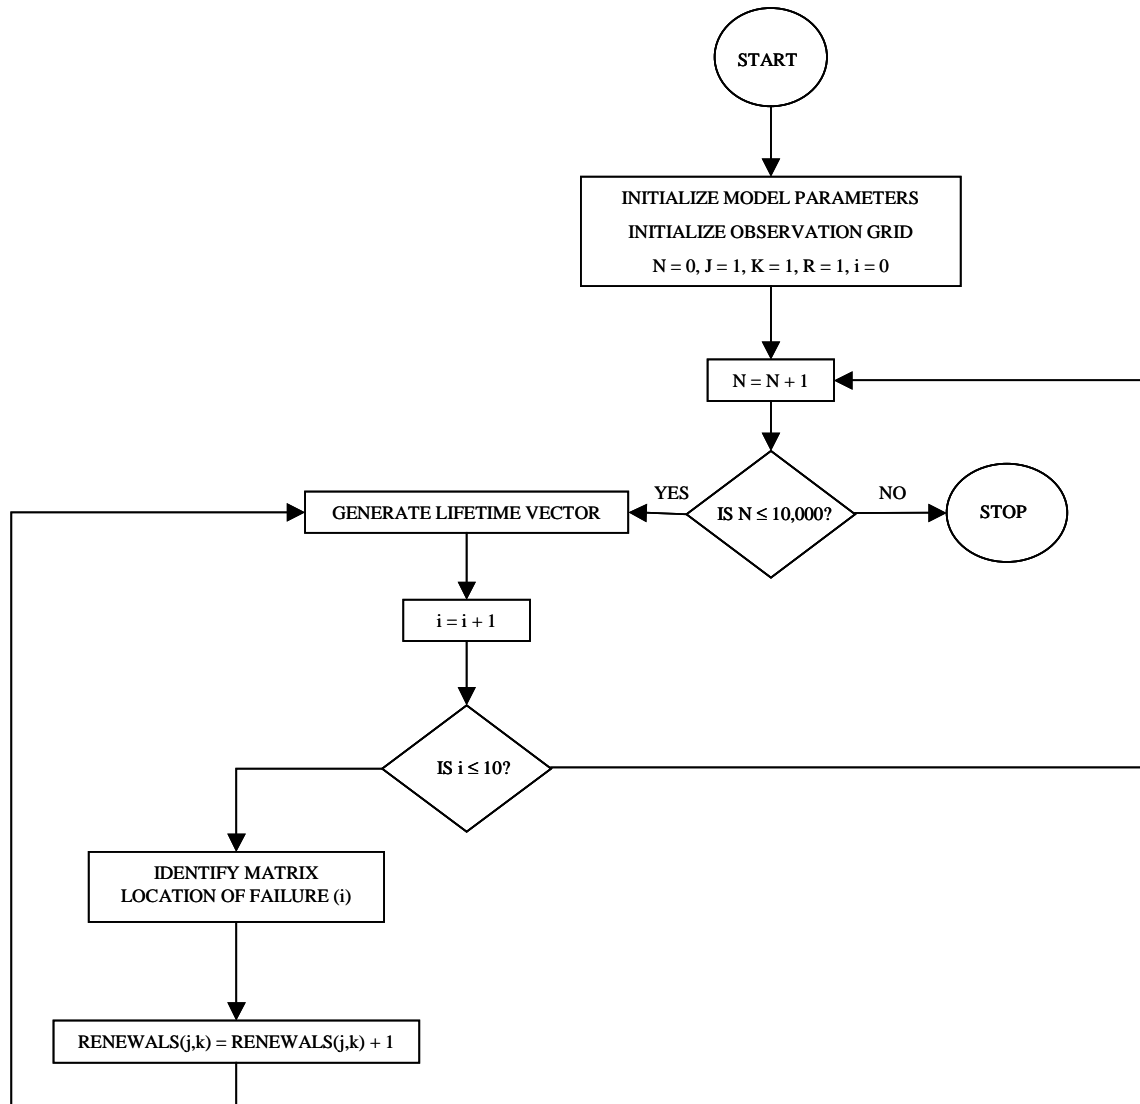 START
INITIALIZE MODEL PARAMETERS
INITIALIZE OBSERVATION GRID
N = 0, J = 1, K = 1, R = 1, i = 0
N = N + 1
YES
NO
GENERATE LIFETIME VECTOR
IS N ≤ 10,000?
STOP
i = i + 1
IS i ≤ 10?
IDENTIFY MATRIX
LOCATION OF FAILURE (i)
RENEWALS(j,k) = RENEWALS(j,k) + 1